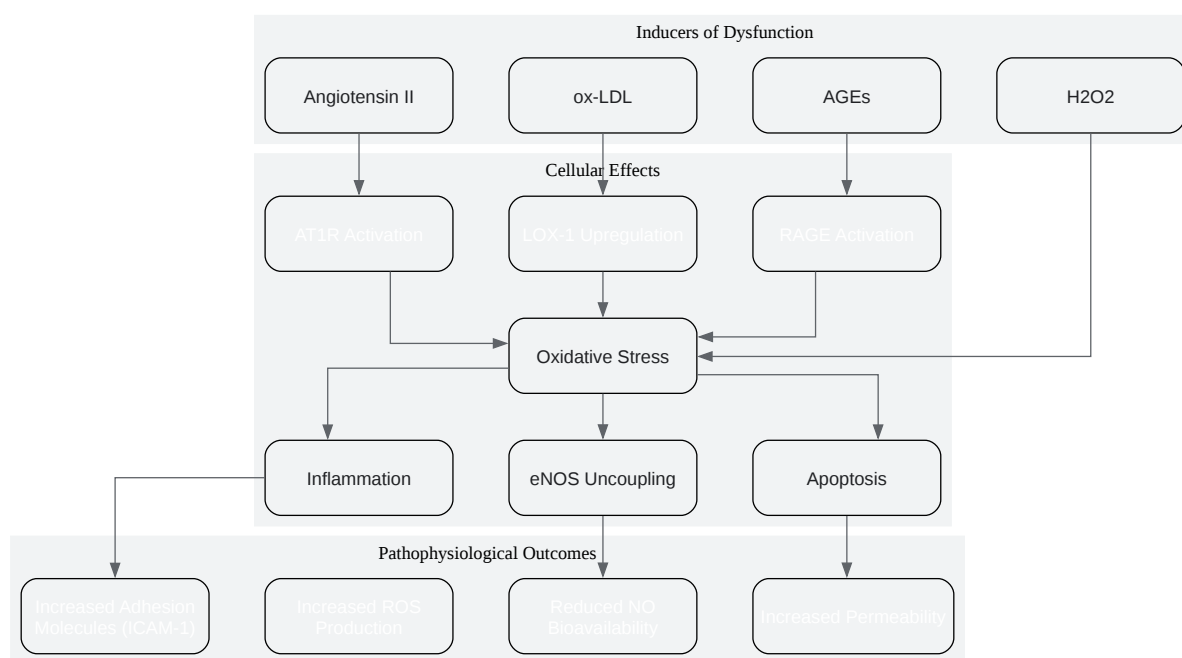 Inducers of Dysfunction
Angiotensin II
ox-LDL
AGEs
H2O2
Cellular Effects
AT1R Activation
LOX-1 Upregulation
RAGE Activation
Oxidative Stress
Inflammation
eNOS Uncoupling
Apoptosis
Pathophysiological Outcomes
Increased Adhesion
Molecules (ICAM-1)
Increased ROS
Production
Reduced NO
Bioavailability
Increased Permeability